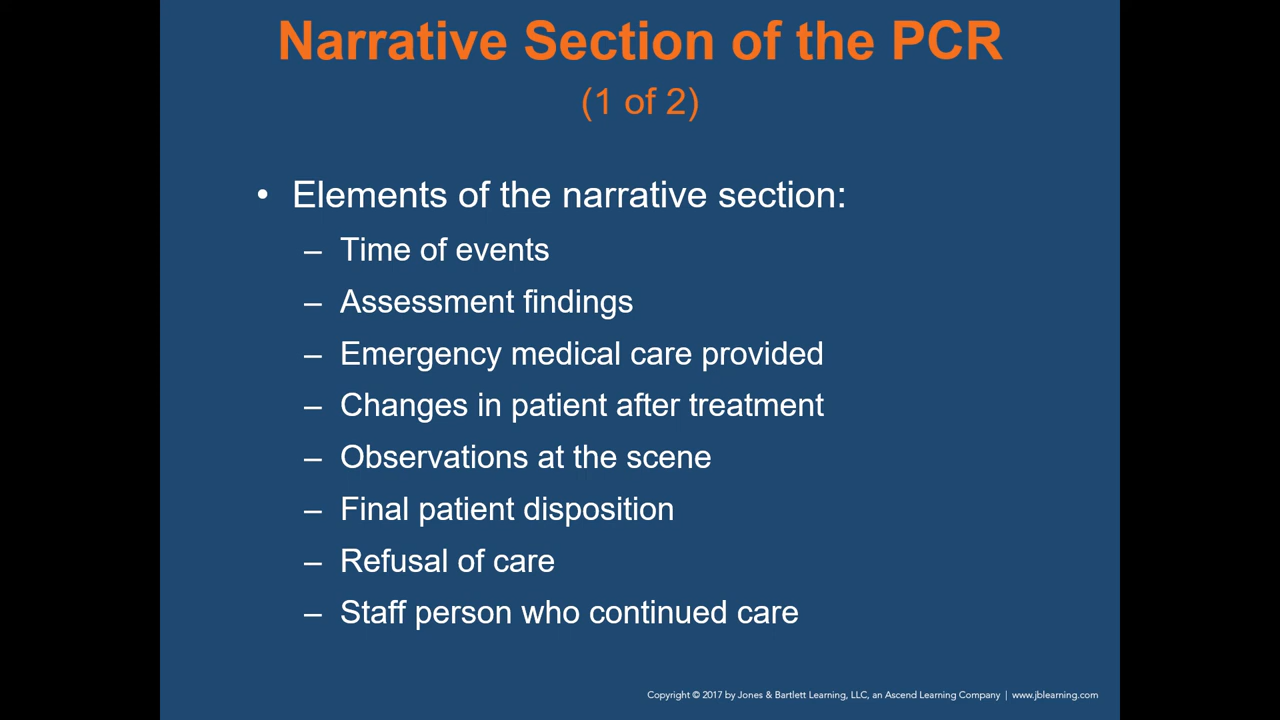 Narrative Section of the PCR
(1 of 2)
• Elements of the narrative section:
– Time of events
– Assessment findings
– Emergency medical care provided
– Changes in patient after treatment
– Observations at the scene
– Final patient disposition
– Refusal of care
– Staff person who continued care
Copyright © 2017 by Jones & Bartlett Learning, LLC, an Ascend Learning Company | www.jblearning.com